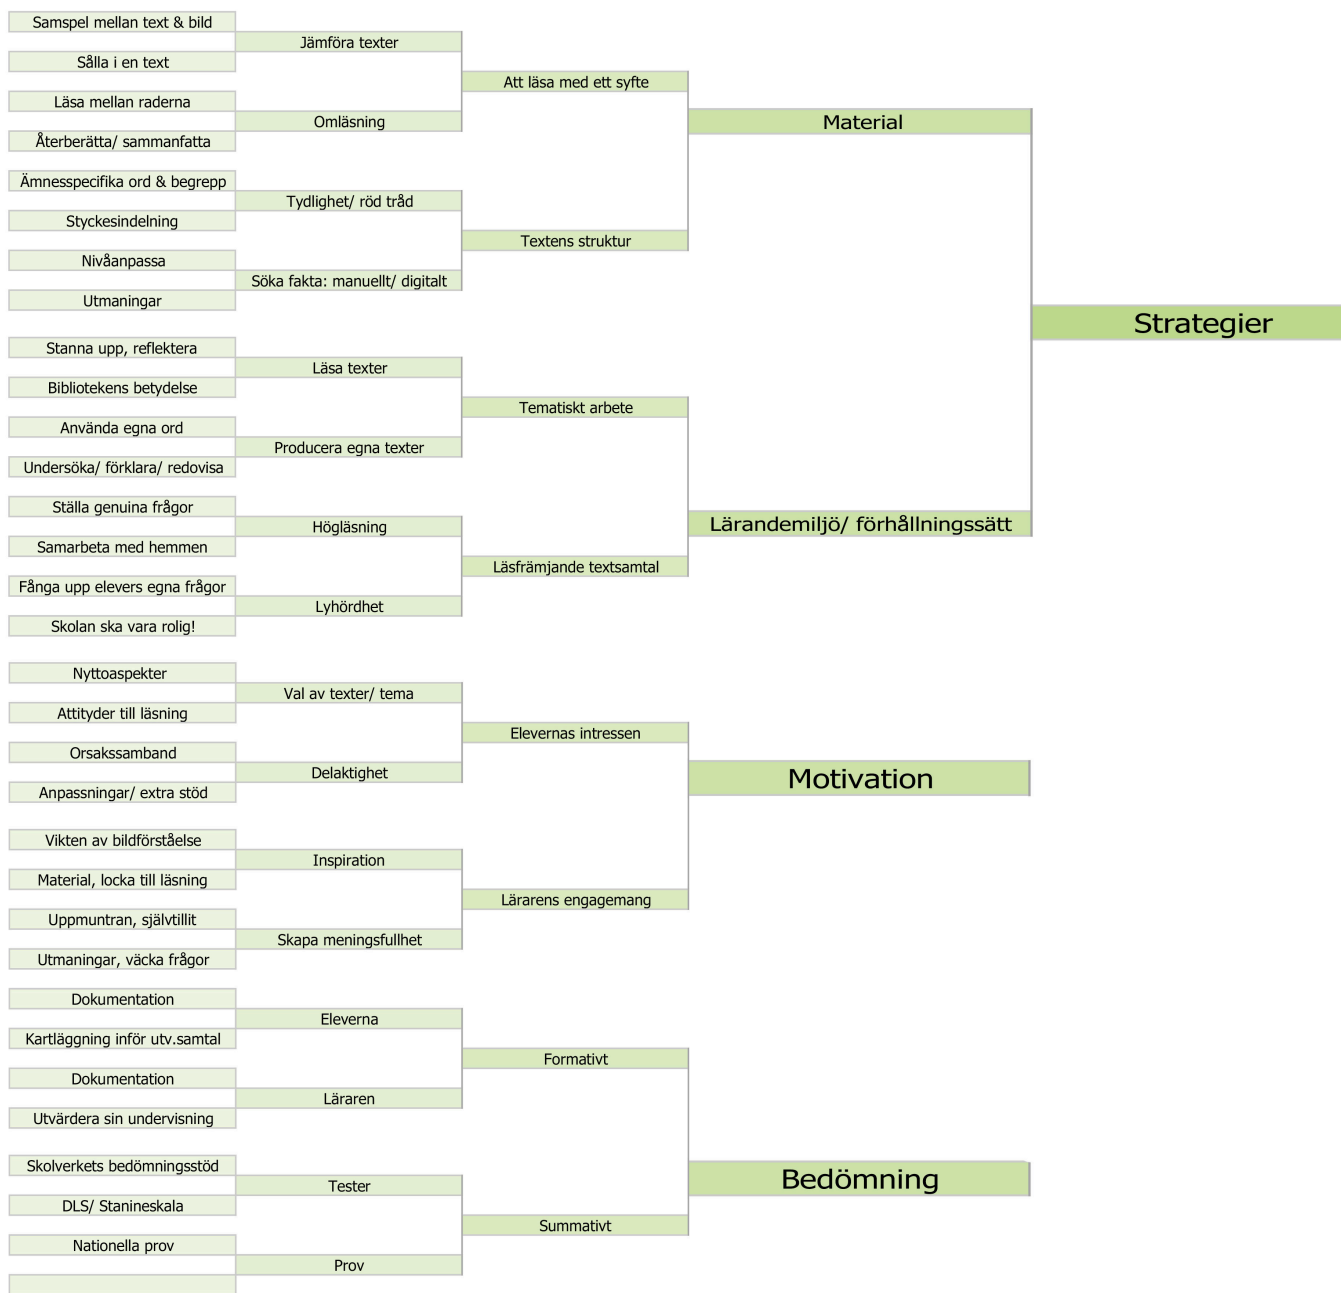 Samspel mellan text & bild
Jämföra texter
Sålla i en text
Att läsa med ett syfte
Läsa mellan raderna
Omläsning
Material
Återberätta/ sammanfatta
Ämnesspecifika ord & begrepp
Tydlighet/ röd tråd
Styckesindelning
Textens struktur
Nivåanpassa
Söka fakta: manuellt/ digitalt
Utmaningar
Strategier
Stanna upp, reflektera
Läsa texter
Bibliotekens betydelse
Tematiskt arbete
Använda egna ord
Producera egna texter
Undersöka/ förklara/ redovisa
Ställa genuina frågor
Högläsning
Lärandemiljö/ förhållningssätt
Samarbeta med hemmen
Läsfrämjande textsamtal
Fånga upp elevers egna frågor
Lyhördhet
Skolan ska vara rolig!
Nyttoaspekter
Val av texter/ tema
Attityder till läsning
Elevernas intressen
Orsakssamband
Delaktighet
Motivation
Anpassningar/ extra stöd
Vikten av bildförståelse
Inspiration
Material, locka till läsning
Lärarens engagemang
Uppmuntran, självtillit
Skapa meningsfullhet
Utmaningar, väcka frågor
Dokumentation
Eleverna
Kartläggning inför utv.samtal
Formativt
Dokumentation
Läraren
Utvärdera sin undervisning
Skolverkets bedömningsstöd
Tester
Bedömning
DLS/ Stanineskala
Summativt
Nationella prov
Prov